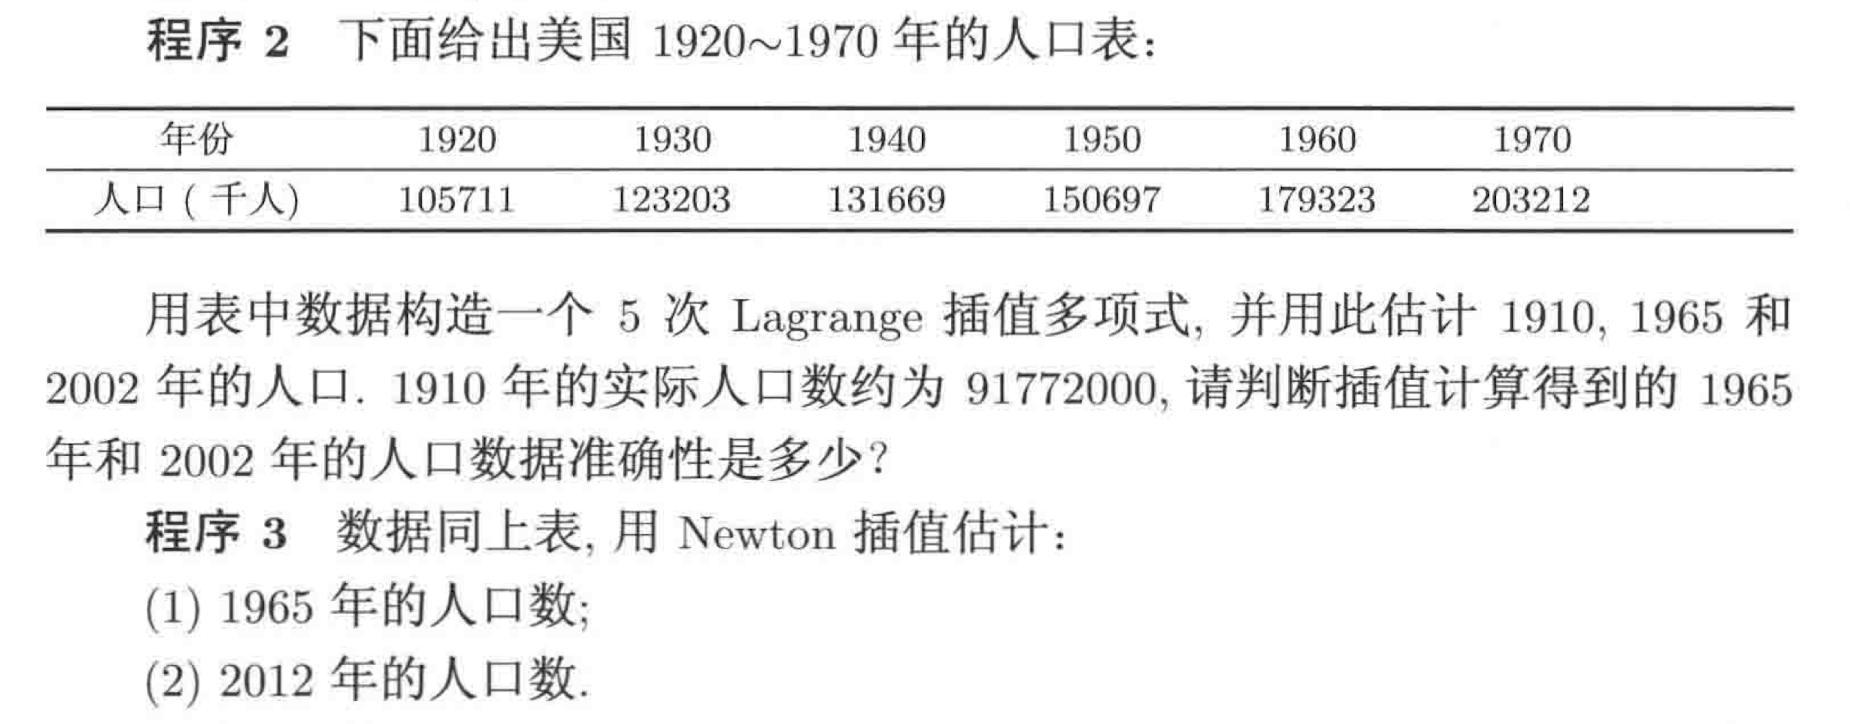 程序 2 下面给出美国 1920~1970 年的人口表:
年份 1920 1930 1940 1950 1960 1970
人口 ( 千人) 105711 123203 131669 150697 179323 203212
用表中数据构造一个 5 次 Lagrange 插值多项式, 并用此估计 1910, 1965 和
2002 年的人口. 1910 年的实际人口数约为 91772000, 请判断插值计算得到的 1965
年和 2002 年的人口数据准确性是多少?
程序 3 数据同上表, 用 Newton 插值估计:
(1) 1965 年的人口数;
(2) 2012 年的人口数.